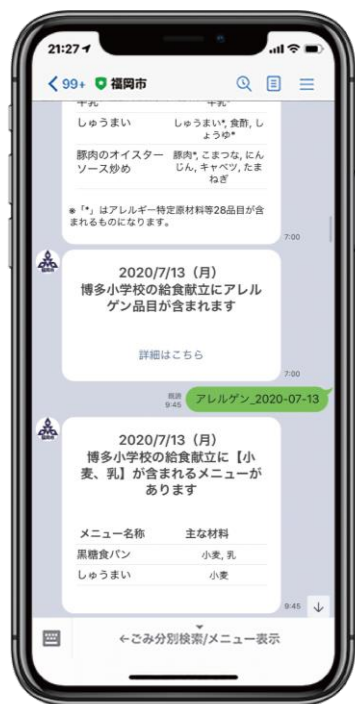 21:27
99+ 福岡市
牛乳 牛乳*
しゅうまい しゅうまい*, 食酢, し
ょうゆ*
豚肉のオイスター 豚肉*, こまつな, にん
ソース炒め じん, キャベツ, たま
ねぎ
※「*」はアレルギー特定原材料等28品目が含
まれるものになります。
7:00
2020/7/13（月）
博多小学校の給食献立にアレル
ゲン品目が含まれます
詳細はこちら
7:00
既読
9:45 アレルゲン_2020-07-13
2020/7/13（月）
博多小学校の給食献立に【小
麦、乳】が含まれるメニューが
あります
メニュー名称 主な材料
黒糖食パン 小麦, 乳
しゅうまい 小麦
9:45
←ごみ分別検索/メニュー表示